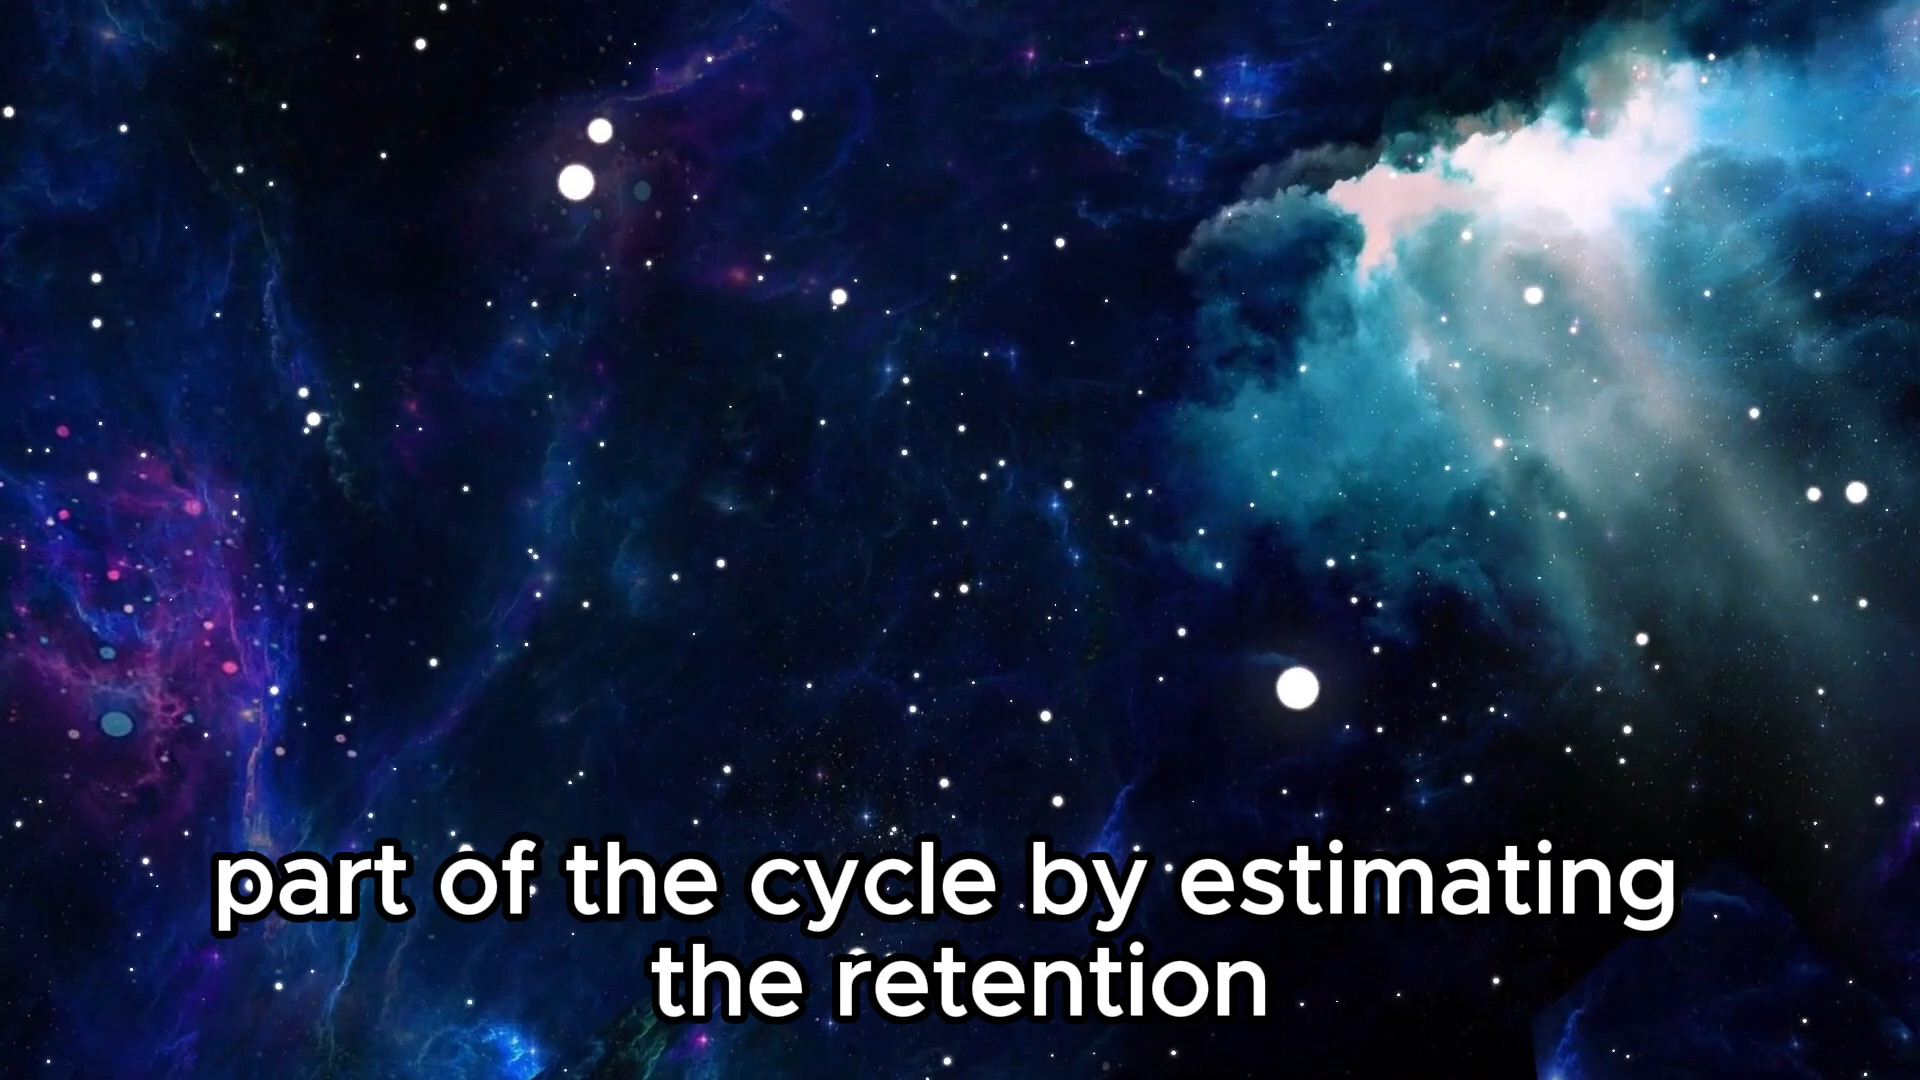 part of the cycle by estimating
the retention